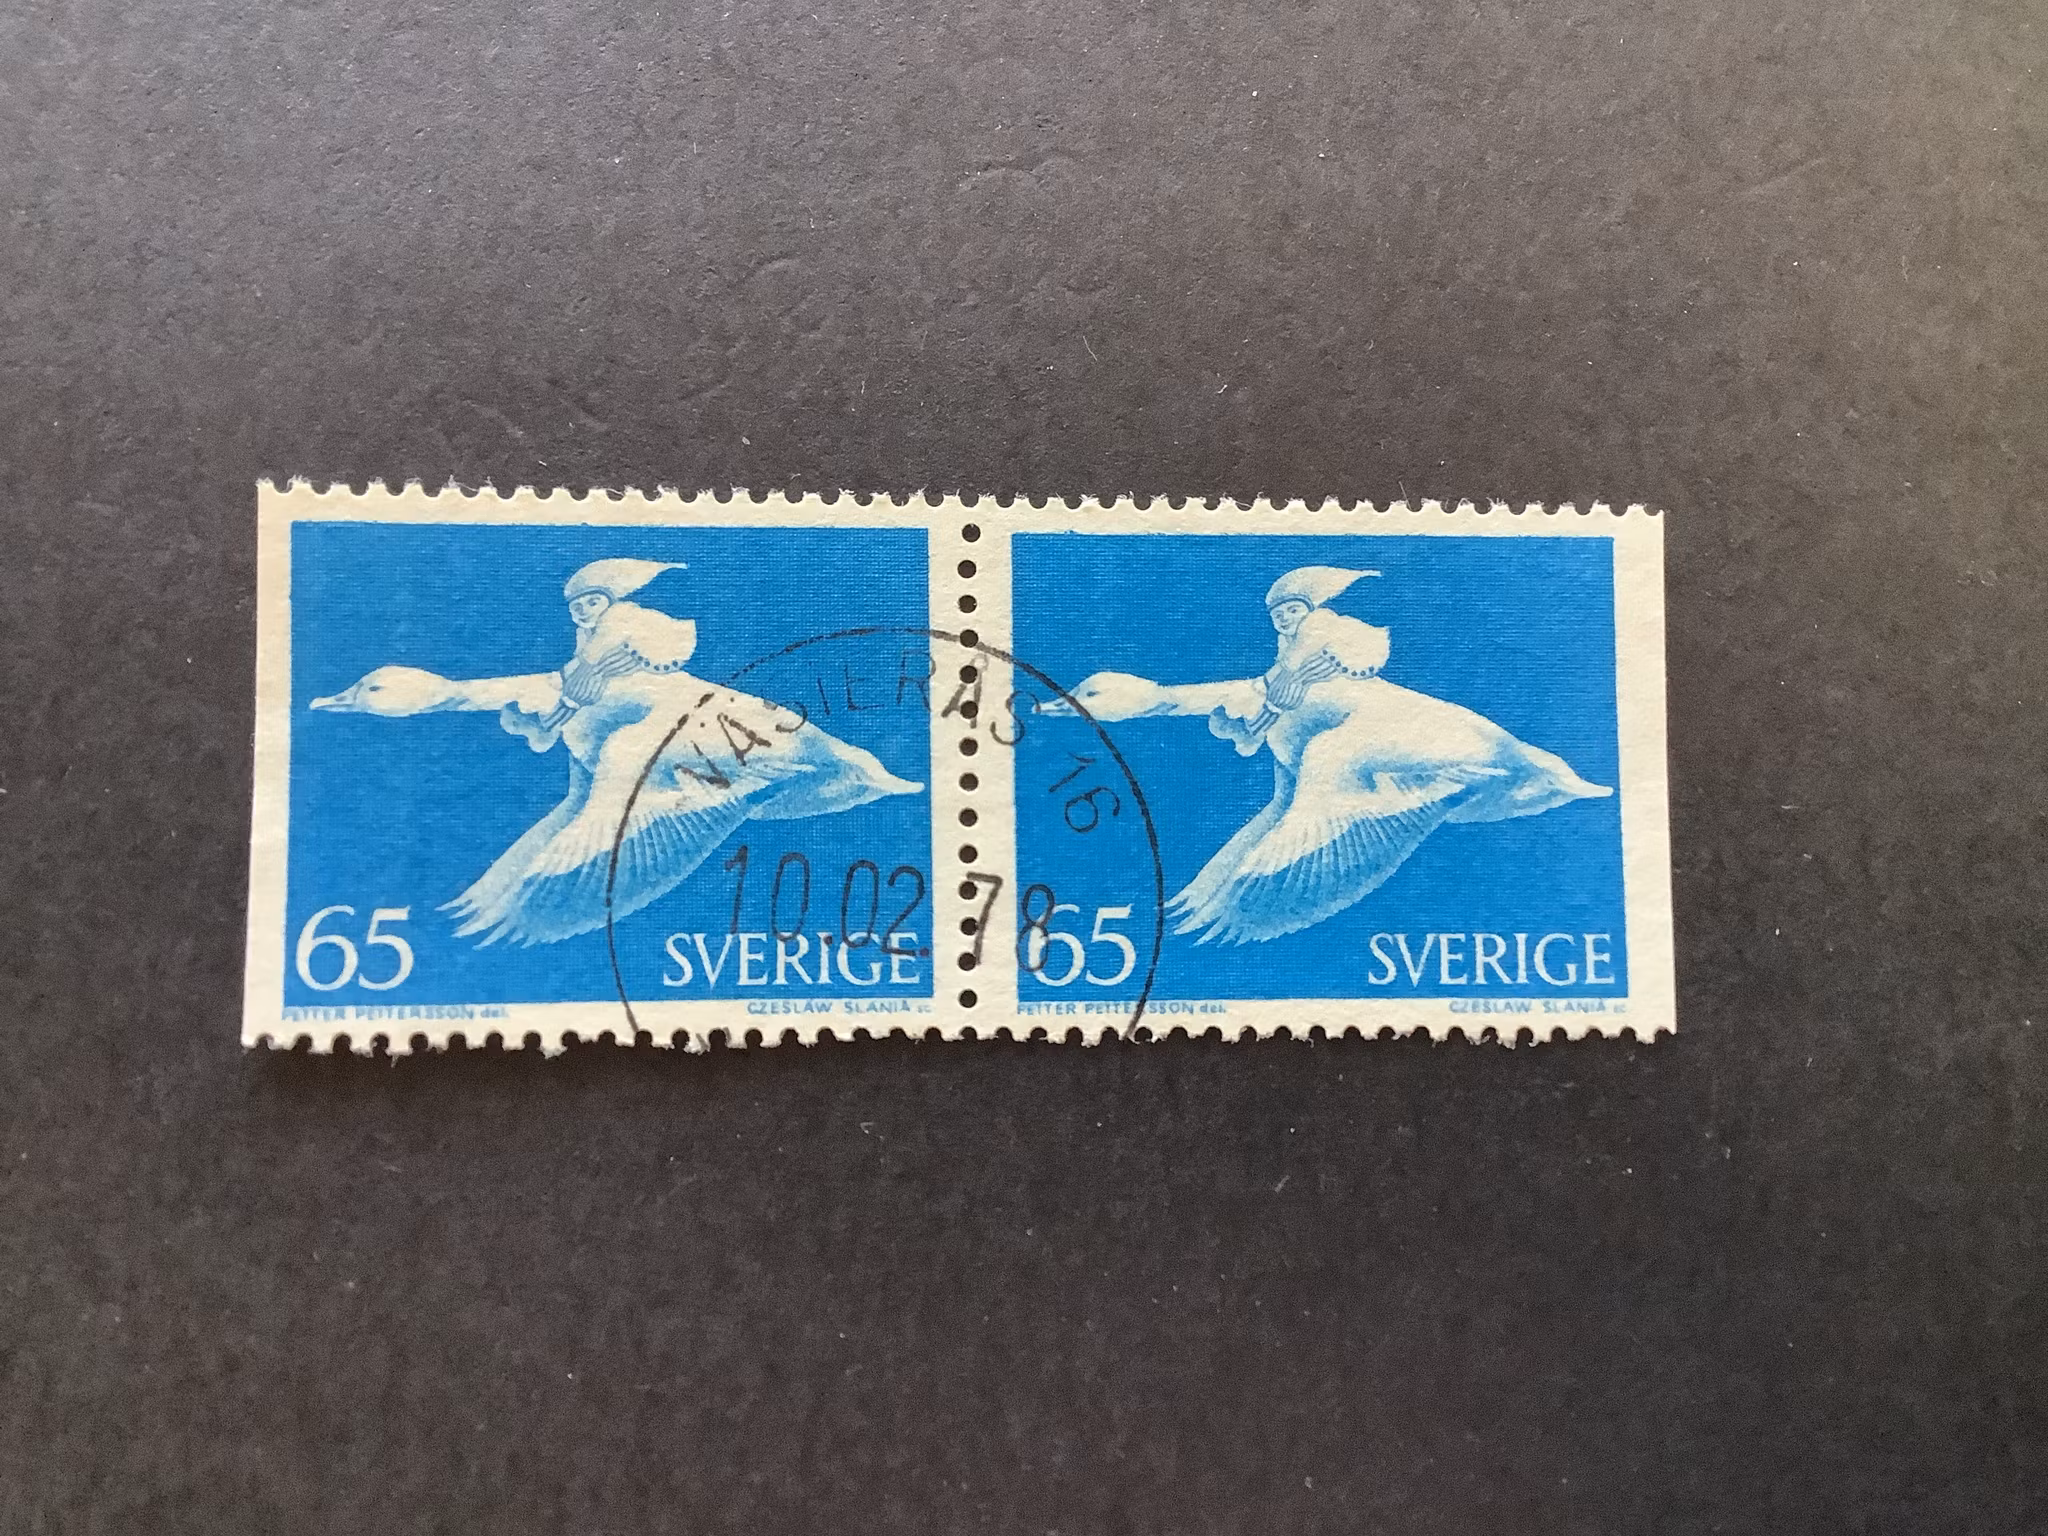 VÄSTERÅS 16
10.02.78
65 SVERIGE
PETTER PETTERSSON del. CZESLAW SLANIA sc
65 SVERIGE
PETTER PETTERSSON del. CZESLAW SLANIA sc